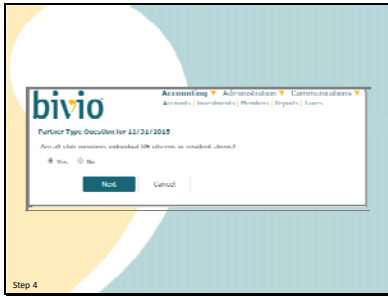 bivio
Accounting Administration Communications
Accounts | Investments | Members | Reports | Taxes
Partner Type Question for 12/31/2015
Are all club members individual US citizens or resident aliens?
Yes No
Next Cancel
Step 4